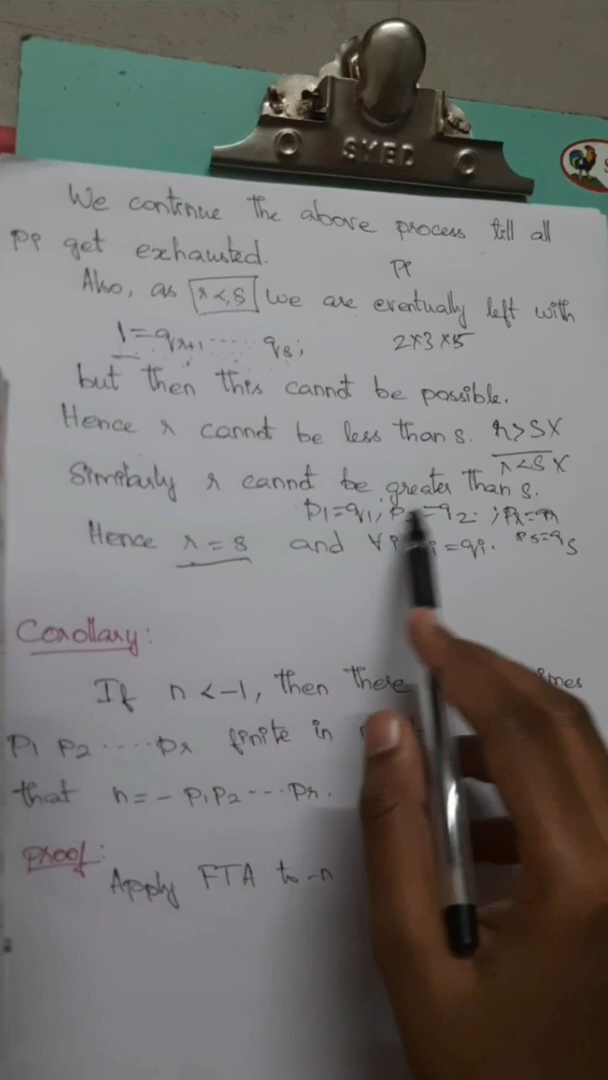 SMED
We continue the above process till all
Pi get exhausted.
Pi
Also, as r<s we are eventually left with
1=q_{r+1} ..... q_s;
2×3×5
but then this cannot be possible.
Hence r cannot be less than s. r>s X
r<s X
Similarly r cannot be greater than s.
P1=q1; =q2. ;
Hence r=s and ∀ =qi. Ps=qs
Corollary:
If n<-1, then there
P1 P2 ..... Pr finite in
that n=-P1P2...Pr.
Proof:
Apply FTA to -n